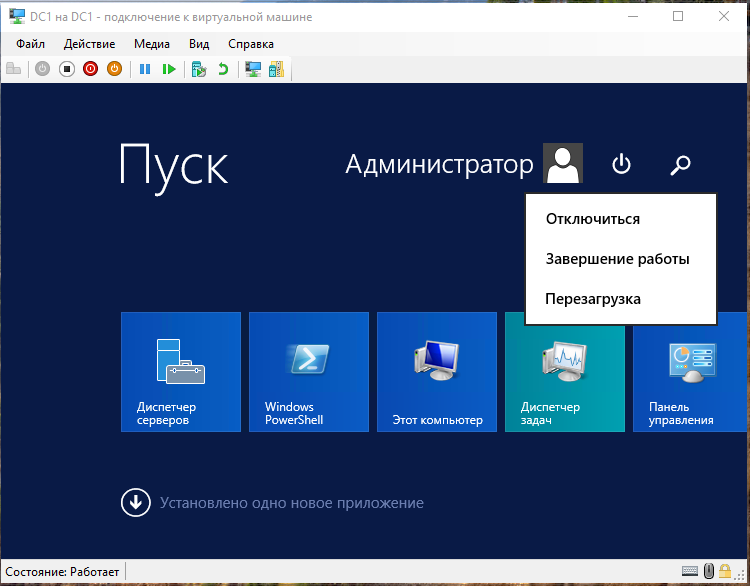 DC1 на DC1 - подключение к виртуальной машине
Файл Действие Медиа Вид Справка
Пуск
Администратор
Отключиться
Завершение работы
Перезагрузка
Диспетчер
серверов
Windows
PowerShell
Этот компьютер
Диспетчер
задач
Панель
управления
Установлено одно новое приложение
Состояние: Работает